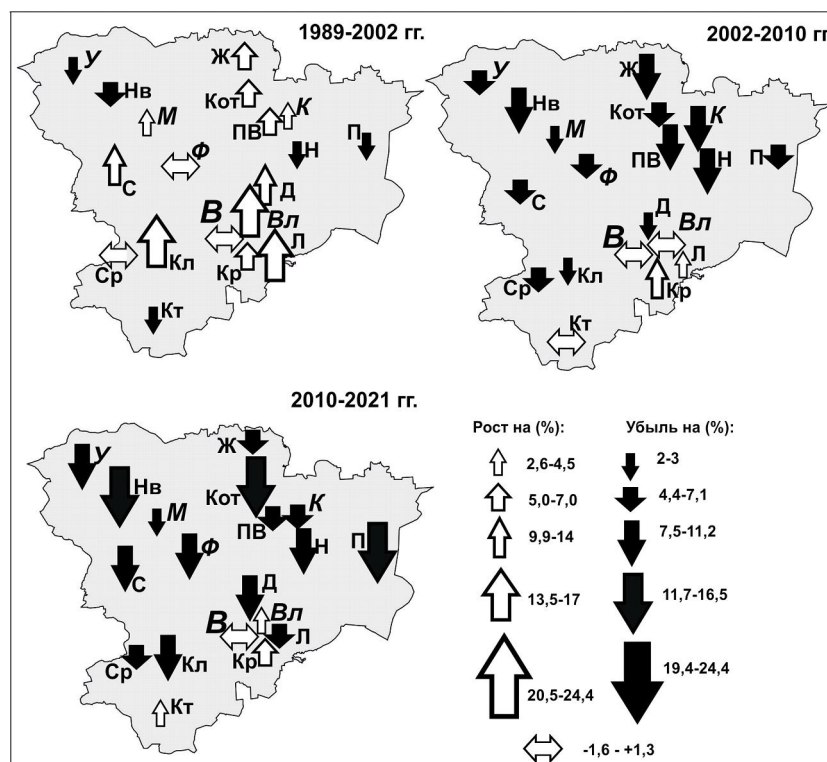 1989-2002 гг.
У
Нв
М
Ж
Кот
К
ПВ
Н
П
Ф
С
Д
В
Вл
Л
Кл
Ср
Кр
Кт
2002-2010 гг.
У
Нв
М
Ж
Кот
К
ПВ
Н
П
Ф
С
Д
Вл
В
Л
Кл
Ср
Кр
Кт
2010-2021 гг.
У
Нв
М
Ж
Кот
К
ПВ
Н
П
Ф
С
Д
Вл
В
Л
Ср
Кл
Кр
Кт
Рост на (%):
2,6-4,5
5,0-7,0
9,9-14
13,5-17
20,5-24,4
Убыль на (%):
2-3
4,4-7,1
7,5-11,2
11,7-16,5
19,4-24,4
-1,6 - +1,3